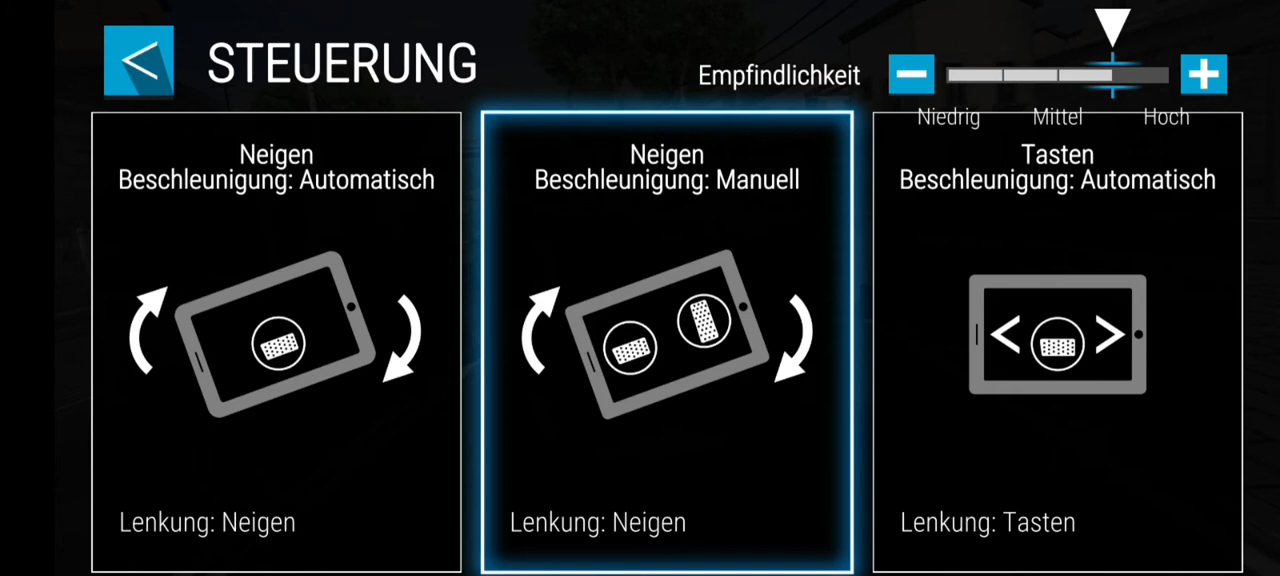 STEUERUNG
Empfindlichkeit
Niedrig Mittel Hoch
Neigen
Beschleunigung: Automatisch
Lenkung: Neigen
Neigen
Beschleunigung: Manuell
Lenkung: Neigen
Tasten
Beschleunigung: Automatisch
Lenkung: Tasten